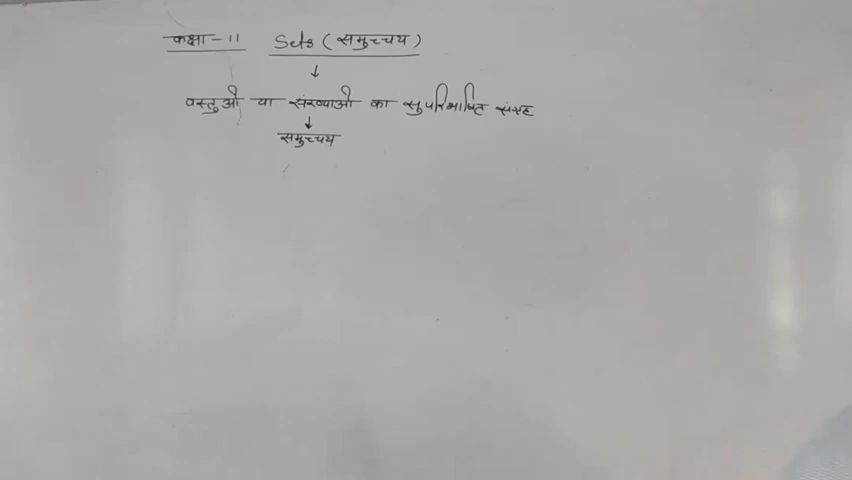 कक्षा - 11 Sets (समुच्चय)
↓
वस्तुओ या संख्याओ का सुपरिभाषित संग्रह
↓
समुच्चय